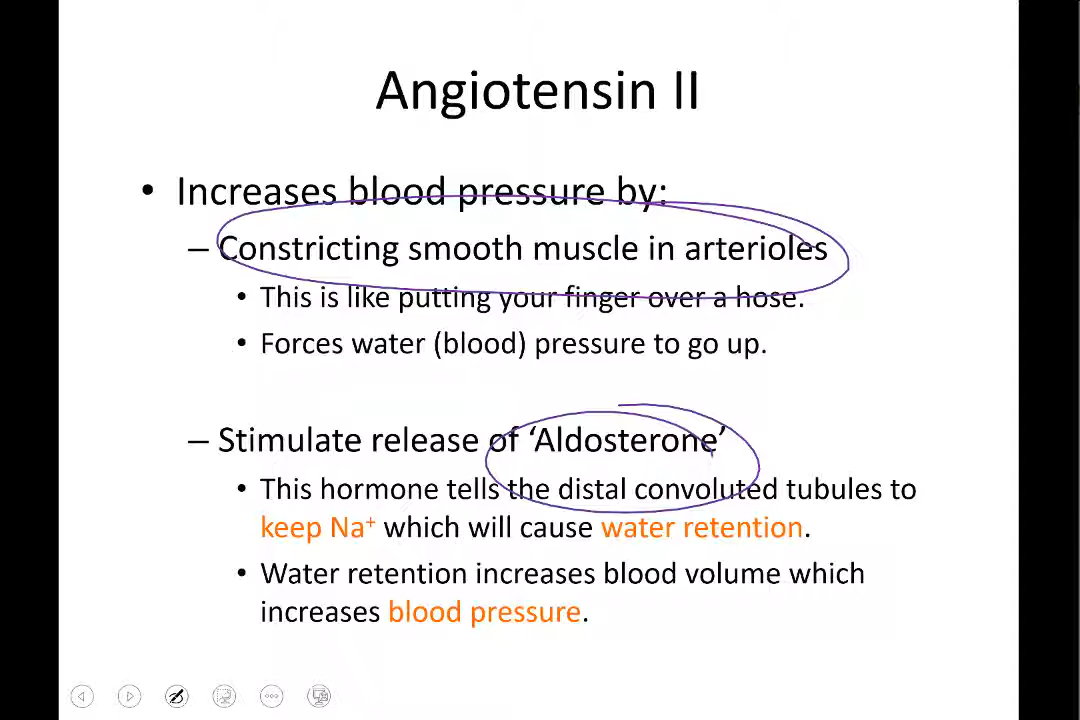 Angiotensin II
• Increases blood pressure by:
– Constricting smooth muscle in arterioles
• This is like putting your finger over a hose.
• Forces water (blood) pressure to go up.
– Stimulate release of ‘Aldosterone’
• This hormone tells the distal convoluted tubules to
keep Na⁺ which will cause water retention.
• Water retention increases blood volume which
increases blood pressure.